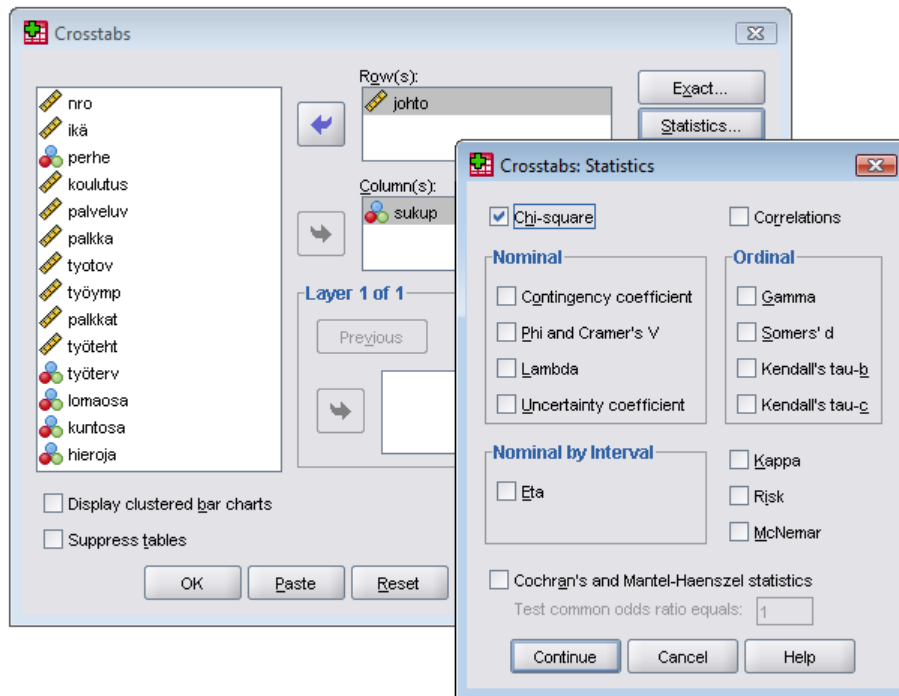 Crosstabs
Row(s):
nro
ikä
perhe
koulutus
palveluv
palkka
tyotov
työymp
palkkat
työteht
työterv
lomaosa
kuntosa
hieroja
johto
Exact...
Statistics...
Column(s):
sukup
Layer 1 of 1
Previous
Display clustered bar charts
Suppress tables
OK
Paste
Reset
Crosstabs: Statistics
Chi-square
Correlations
Nominal
Contingency coefficient
Phi and Cramer's V
Lambda
Uncertainty coefficient
Ordinal
Gamma
Somers' d
Kendall's tau-b
Kendall's tau-c
Nominal by Interval
Eta
Kappa
Risk
McNemar
Cochran's and Mantel-Haenszel statistics
Test common odds ratio equals: 1
Continue
Cancel
Help